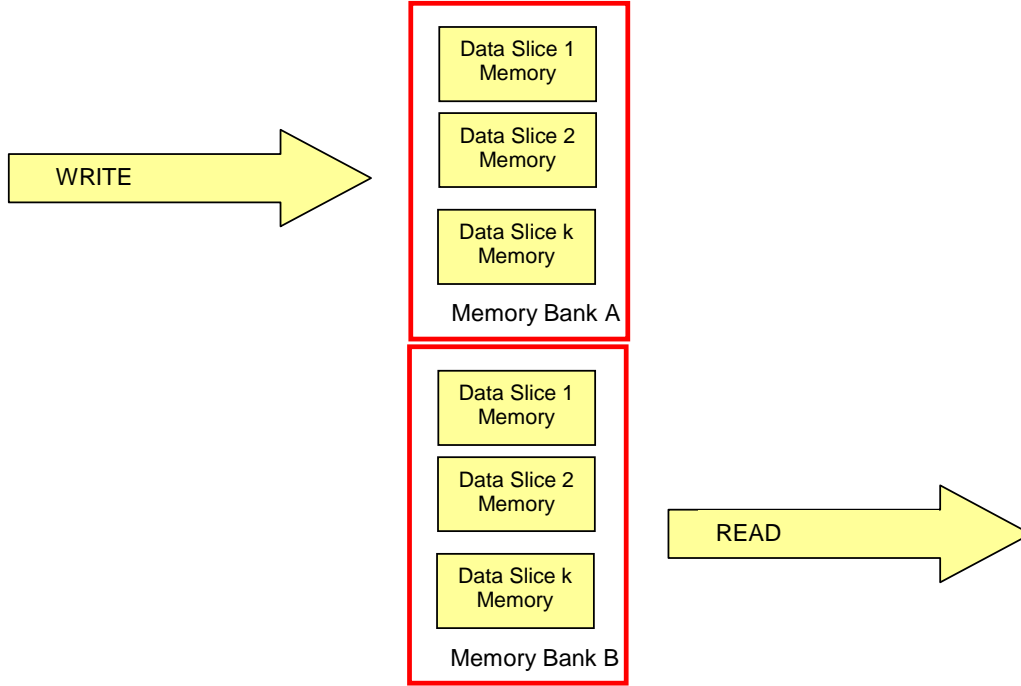 Data Slice 1
Memory
Data Slice 2
Memory
WRITE
Data Slice k
Memory
Memory Bank A
Data Slice 1
Memory
Data Slice 2
Memory
READ
Data Slice k
Memory
Memory Bank B